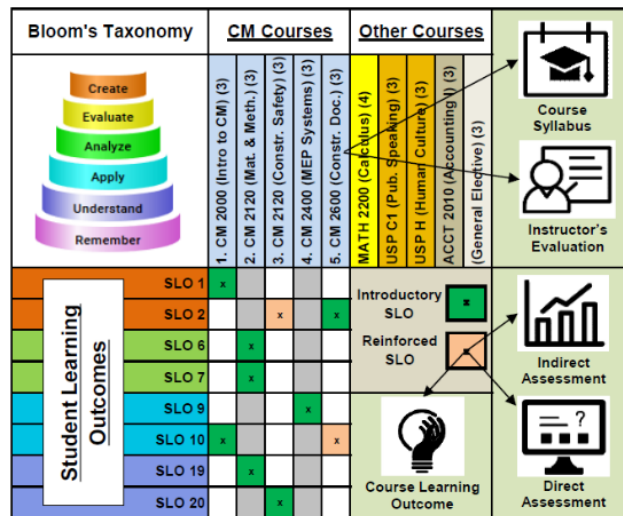 Bloom's Taxonomy
CM Courses
Other Courses
Create
Evaluate
Analyze
Apply
Understand
Remember
1. CM 2000 (Intro to CM) (3)
2. CM 2120 (Mat. & Meth.) (3)
3. CM 2120 (Constr. Safety) (3)
4. CM 2400 (MEP Systems) (3)
5. CM 2600 (Constr. Doc.) (3)
MATH 2200 (Calculus) (4)
USP C1 (Pub. Speaking) (3)
USP H (Human Culture) (3)
ACCT 2010 (Accounting I) (3)
(General Elective) (3)
Course
Syllabus
Instructor's
Evaluation
Student Learning
Outcomes
SLO 1
x
SLO 2
x
x
SLO 6
x
SLO 7
x
SLO 9
x
SLO 10
x
x
SLO 19
x
SLO 20
x
Introductory
SLO
x
Reinforced
SLO
x
Course Learning
Outcome
Indirect
Assessment
?
Direct
Assessment